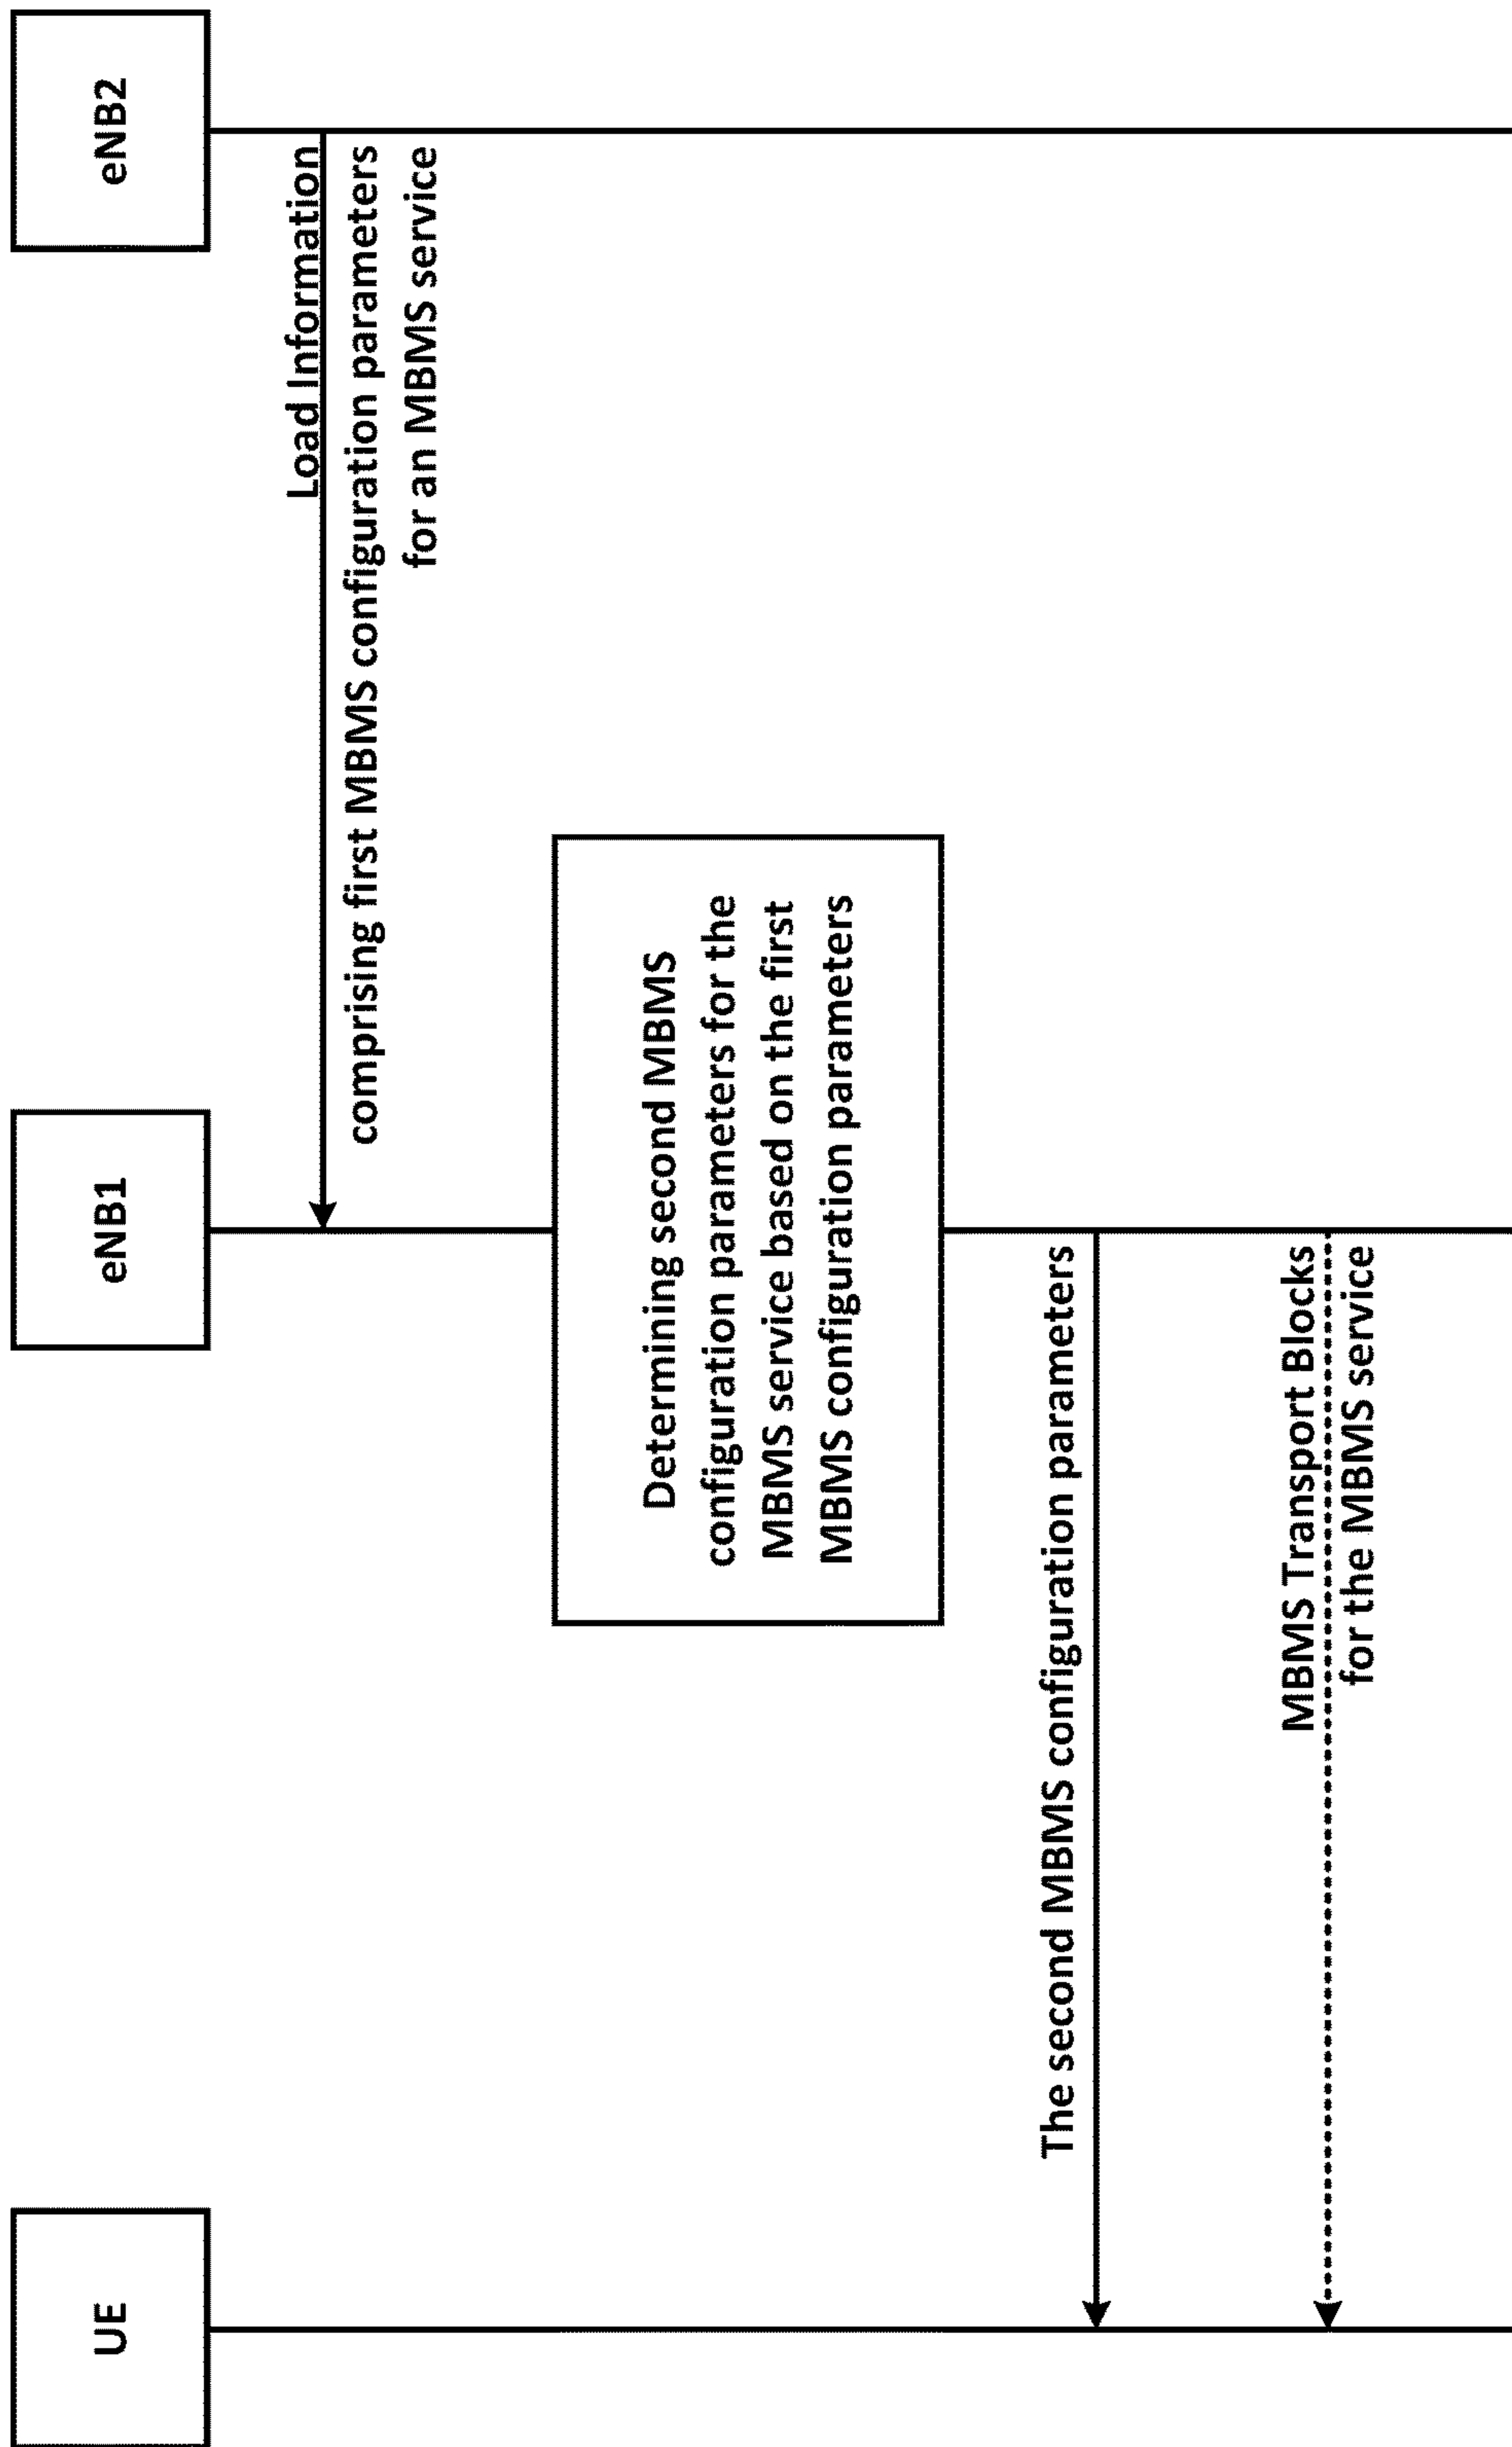 UE
eNB1
eNB2
Load Information
comprising first MBMS configuration parameters
for an MBMS service
Determining second MBMS
configuration parameters for the
MBMS service based on the first
MBMS configuration parameters
The second MBMS configuration parameters
MBMS Transport Blocks
for the MBMS service